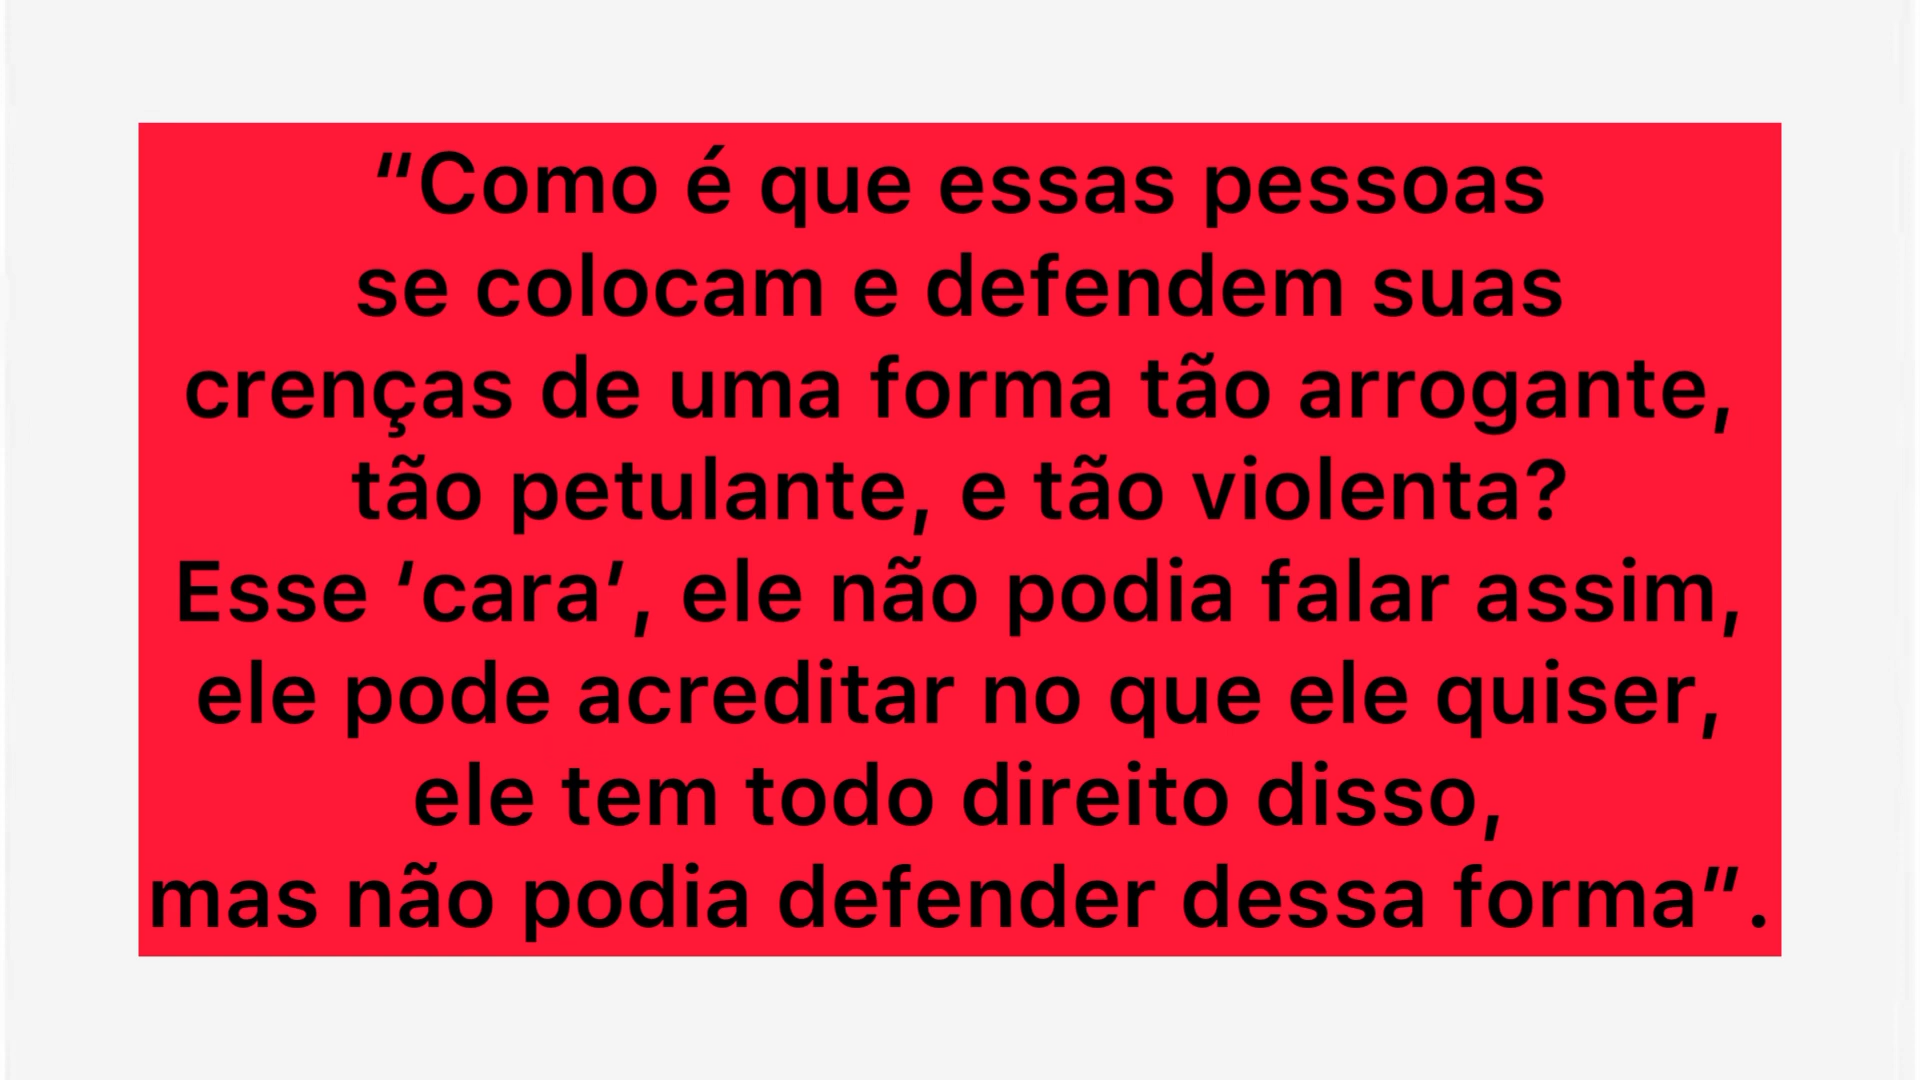 “Como é que essas pessoas
se colocam e defendem suas
crenças de uma forma tão arrogante,
tão petulante, e tão violenta?
Esse ‘cara’, ele não podia falar assim,
ele pode acreditar no que ele quiser,
ele tem todo direito disso,
mas não podia defender dessa forma”.